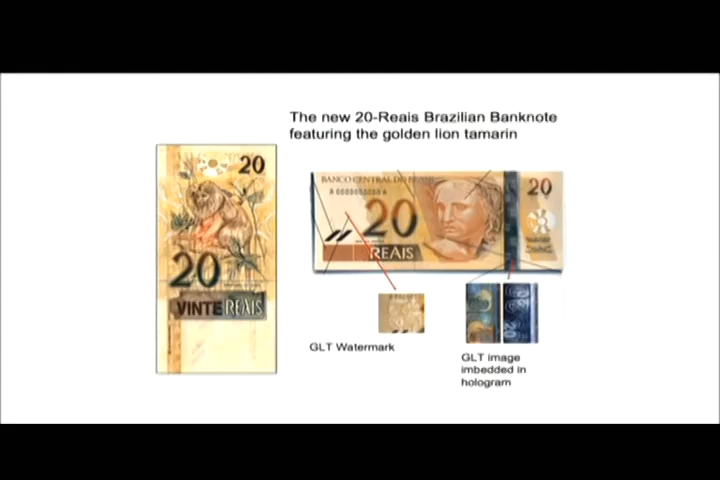 The new 20-Reais Brazilian Banknote
featuring the golden lion tamarin
20
20
VINTE REAIS
BANCO CENTRAL DO BRASIL
A 0000000000 A
20
20
REAIS
GLT Watermark
GLT image
imbedded in
hologram